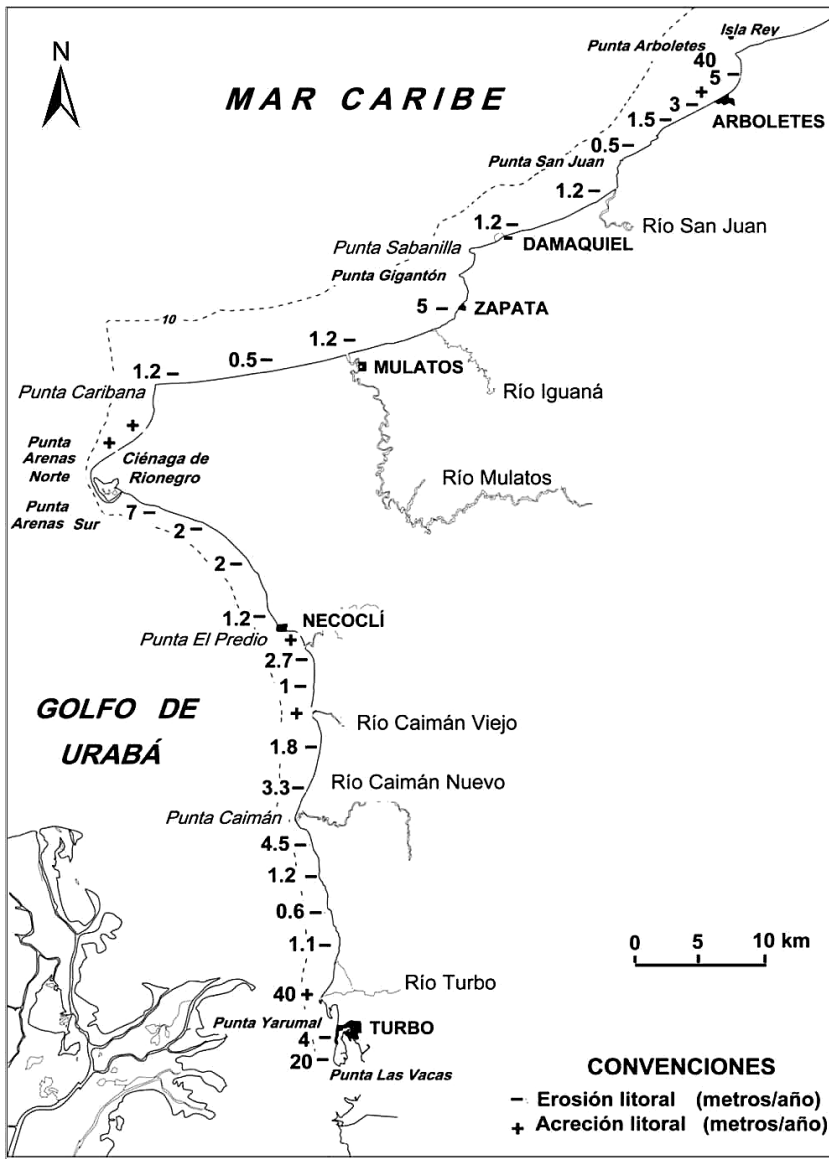 Isla Rey
N
Punta Arboletes
40
MAR CARIBE
5 –
+
3 –
ARBOLETES
1.5 –
0.5 –
Punta San Juan
1.2 –
1.2 –
Río San Juan
DAMAQUIEL
Punta Sabanilla
Punta Gigantón
5 –
ZAPATA
10
1.2 –
0.5 –
MULATOS
1.2 –
Punta Caribana
Río Iguaná
+
+
Punta
Arenas
Norte
Ciénaga de
Rionegro
Río Mulatos
Punta
Arenas Sur
7 –
2 –
2 –
1.2 –
NECOCLÍ
Punta El Predio
+
2.7 –
1 –
GOLFO DE
URABÁ
+
Río Caimán Viejo
1.8 –
3.3 –
Río Caimán Nuevo
Punta Caimán
4.5 –
1.2 –
0.6 –
1.1 –
0 5 10 km
Río Turbo
40 +
Punta Yarumal
TURBO
4 –
20 –
Punta Las Vacas
CONVENCIONES
– Erosión litoral (metros/año)
+ Acreción litoral (metros/año)